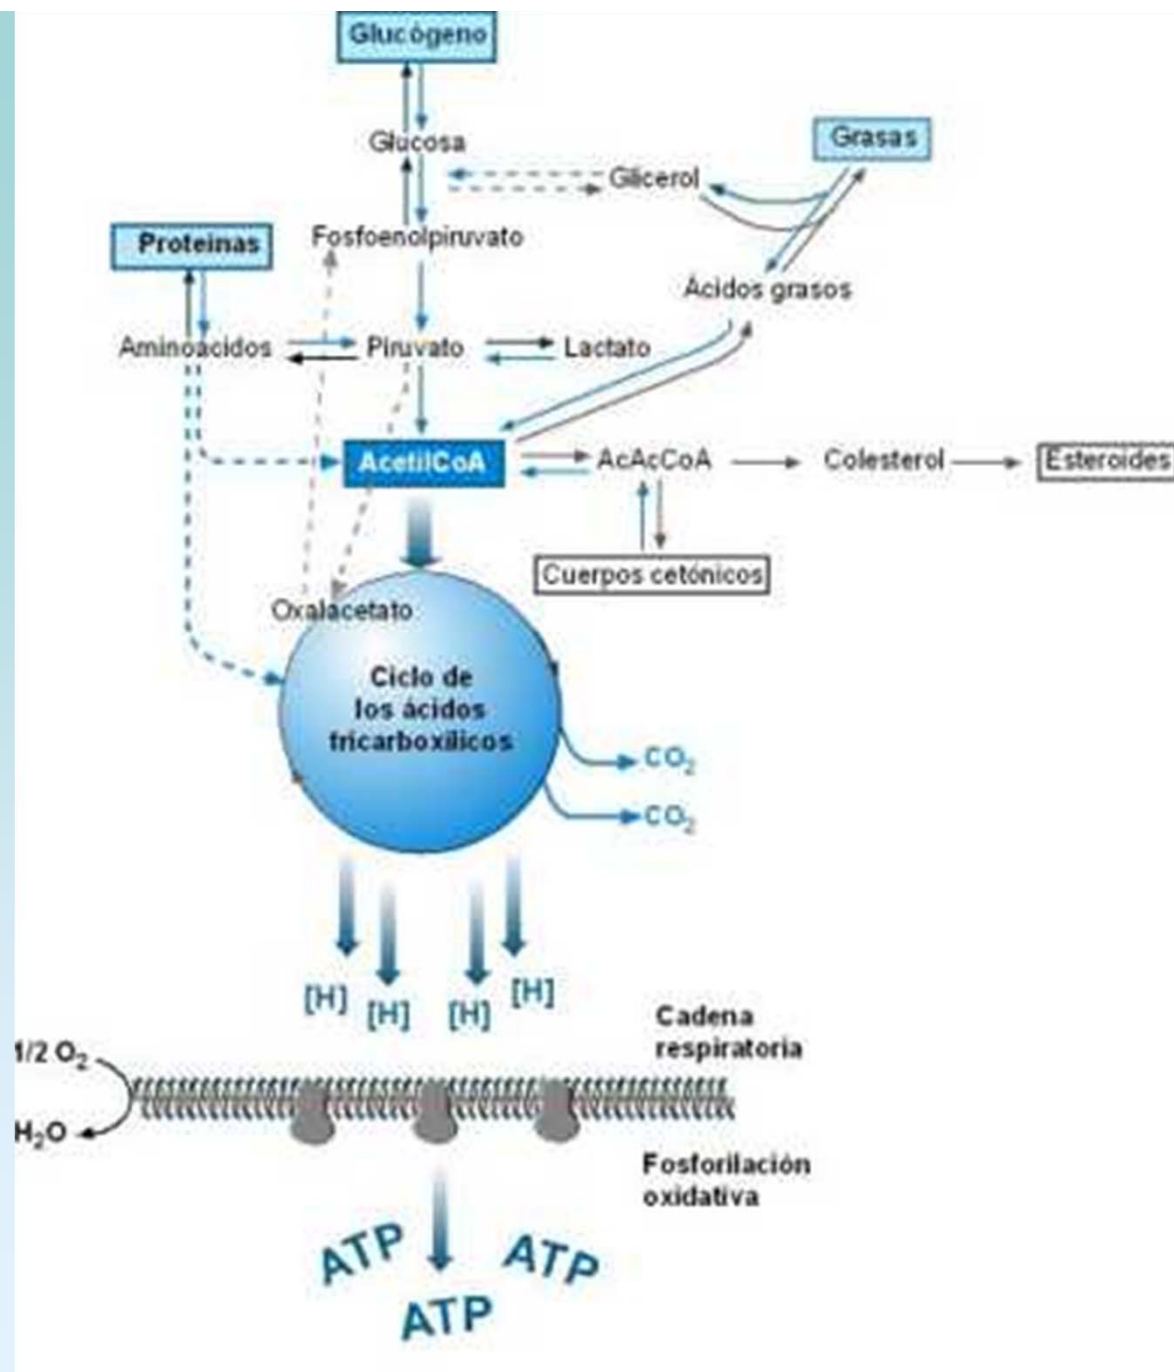 Glucógeno
Glucosa
Grasas
Glicerol
Proteinas
Fosfoenolpiruvato
Ácidos grasos
Aminoácidos
Piruvato
Lactato
AcetilCoA
AcAcCoA
Colesterol
Esteroides
Cuerpos cetónicos
Oxalacetato
Ciclo de
los ácidos
tricarboxílicos
CO₂
CO₂
[H]
[H]
[H]
[H]
Cadena
respiratoria
1/2 O₂
H₂O
Fosforilación
oxidativa
ATP
ATP
ATP